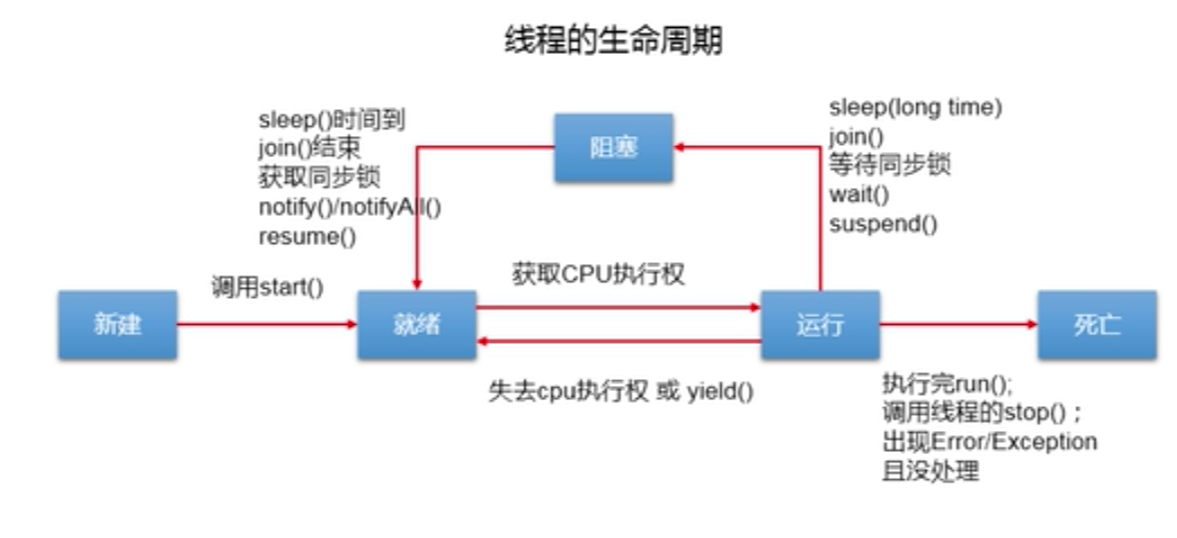 线程的生命周期
sleep()时间到
join()结束
获取同步锁
notify()/notifyAll()
resume()
阻塞
sleep(long time)
join()
等待同步锁
wait()
suspend()
调用start()
获取CPU执行权
新建
就绪
运行
死亡
失去cpu执行权 或 yield()
执行完run();
调用线程的stop()；
出现Error/Exception
且没处理